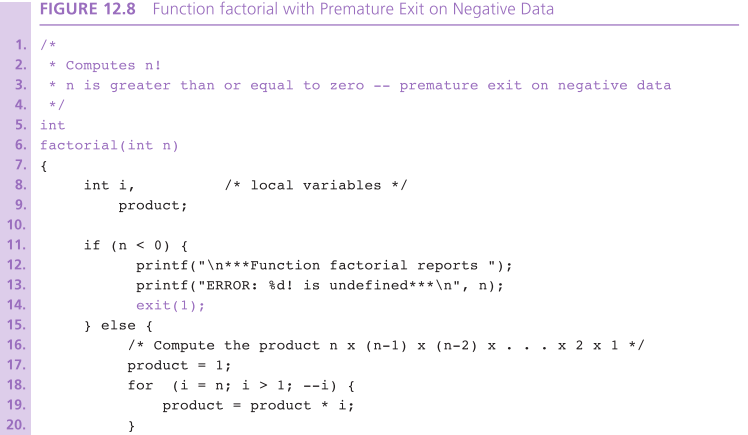 FIGURE 12.8 Function factorial with Premature Exit on Negative Data
1. /*
2.  * Computes n!
3.  * n is greater than or equal to zero -- premature exit on negative data
4.  */
5. int
6. factorial(int n)
7. {
8.      int i,          /* local variables */
9.          product;
10.
11.      if (n < 0) {
12.            printf("\n***Function factorial reports ");
13.            printf("ERROR: %d! is undefined***\n", n);
14.            exit(1);
15.      } else {
16.           /* Compute the product n x (n-1) x (n-2) x . . . x 2 x 1 */
17.           product = 1;
18.           for  (i = n; i > 1; --i) {
19.               product = product * i;
20.           }